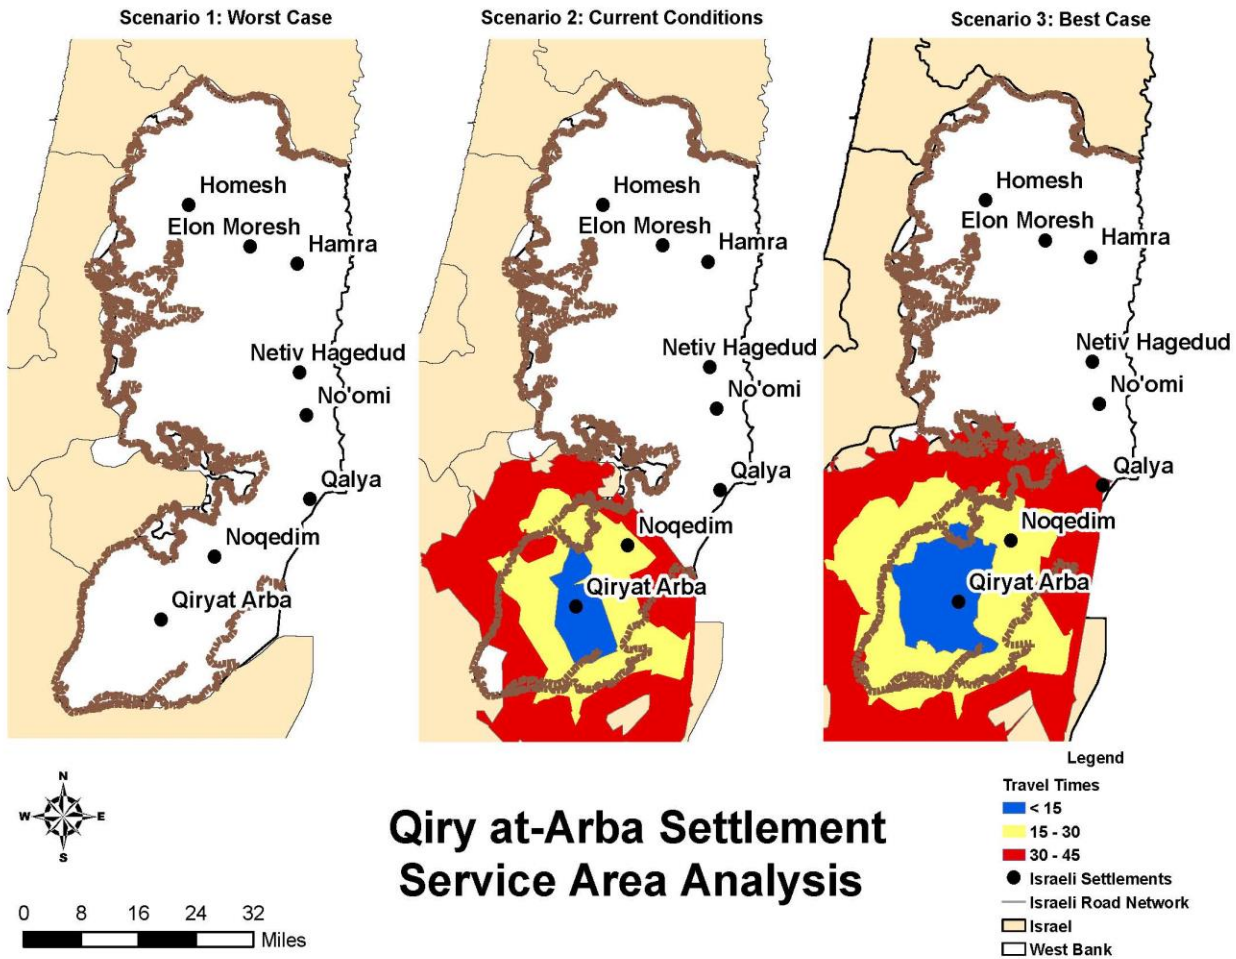 Scenario 1: Worst Case
Scenario 2: Current Conditions
Scenario 3: Best Case
Homesh
Elon Moresh
Hamra
Netiv Hagedud
No'omi
Qalya
Noqedim
Qiryat Arba
Homesh
Elon Moresh
Hamra
Netiv Hagedud
No'omi
Qalya
Noqedim
Qiryat Arba
Homesh
Elon Moresh
Hamra
Netiv Hagedud
No'omi
Qalya
Noqedim
Qiryat Arba
N
W
E
S
0 8 16 24 32
Miles
Qiry at-Arba Settlement
Service Area Analysis
Legend
Travel Times
< 15
15 - 30
30 - 45
Israeli Settlements
Israeli Road Network
Israel
West Bank